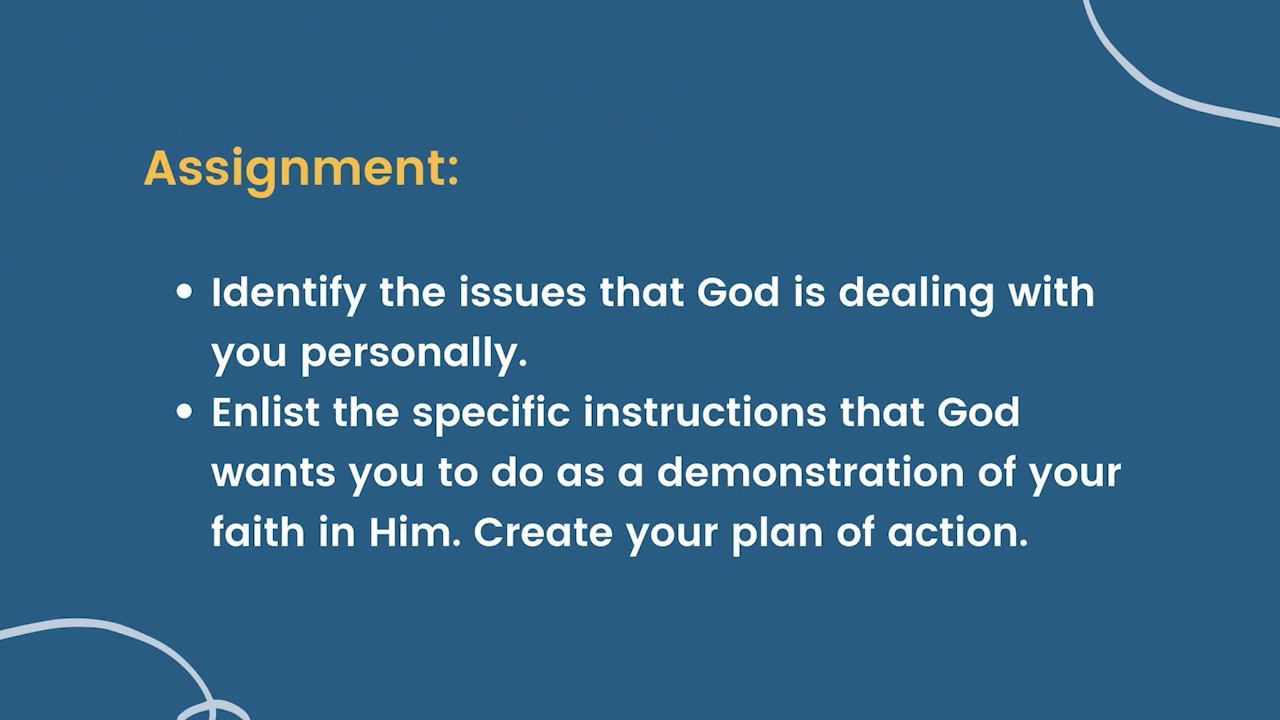 Assignment:
• Identify the issues that God is dealing with
you personally.
• Enlist the specific instructions that God
wants you to do as a demonstration of your
faith in Him. Create your plan of action.